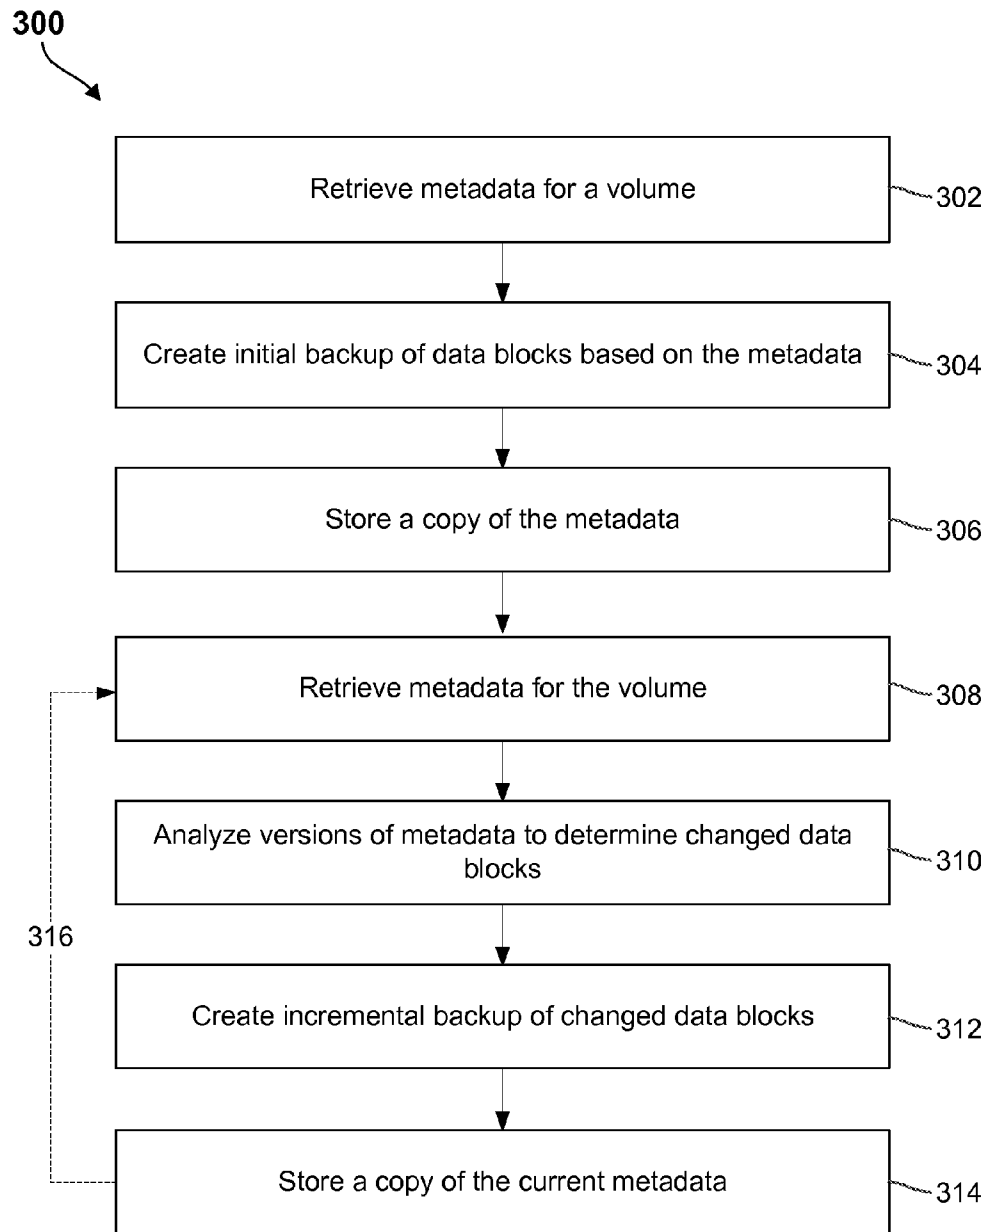 300
Retrieve metadata for a volume
302
Create initial backup of data blocks based on the metadata
304
Store a copy of the metadata
306
Retrieve metadata for the volume
308
Analyze versions of metadata to determine changed data
blocks
310
316
Create incremental backup of changed data blocks
312
Store a copy of the current metadata
314